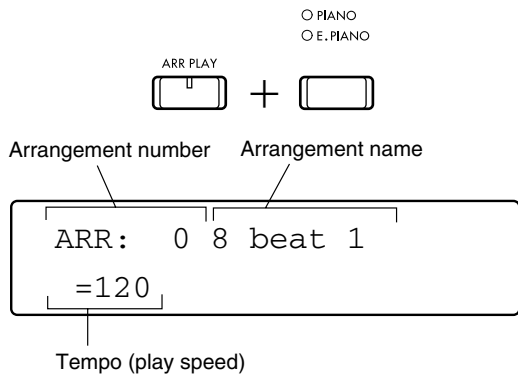 PIANO
E. PIANO
ARR PLAY
+
Arrangement number Arrangement name
ARR: 0 8 beat 1
=120
Tempo (play speed)